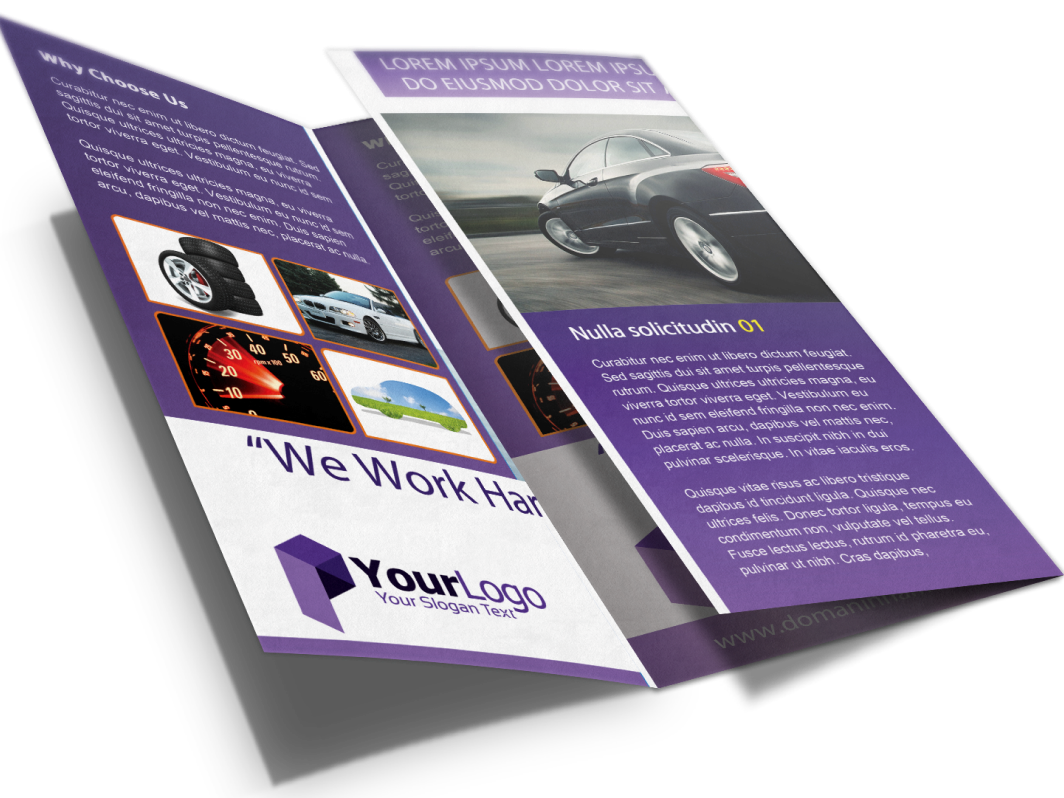 Why Choose Us
Curabitur nec enim ut libero dictum feugiat. Sed
sagittis dui sit amet turpis pellentesque rutrum.
Quisque ultrices ultricies magna, eu viverra
tortor viverra eget. Vestibulum eu nunc id sem
Quisque ultrices ultricies magna, eu viverra
tortor viverra eget. Vestibulum eu nunc id sem
eleifend fringilla non nec enim. Duis sapien
arcu, dapibus vel mattis nec, placerat ac nulla.
30 40 50 60
rpm x 100
20
10
0
“We Work Har
YourLogo
Your Slogan Text
LOREM IPSUM LOREM IPSU
DO EIUSMOD DOLOR SIT
Nulla solicitudin 01
Curabitur nec enim ut libero dictum feugiat.
Sed sagittis dui sit amet turpis pellentesque
rutrum. Quisque ultrices ultricies magna, eu
viverra tortor viverra eget. Vestibulum eu
nunc id sem eleifend fringilla non nec enim.
Duis sapien arcu, dapibus vel mattis nec,
placerat ac nulla. In suscipit nibh in dui
pulvinar scelerisque. In vitae iaculis eros.
Quisque vitae risus ac libero tristique
dapibus id tincidunt ligula. Quisque nec
ultrices felis. Donec tortor ligula, tempus eu
condimentum non, vulputate vel tellus.
Fusce lectus lectus, rutrum id pharetra eu,
pulvinar ut nibh. Cras dapibus,